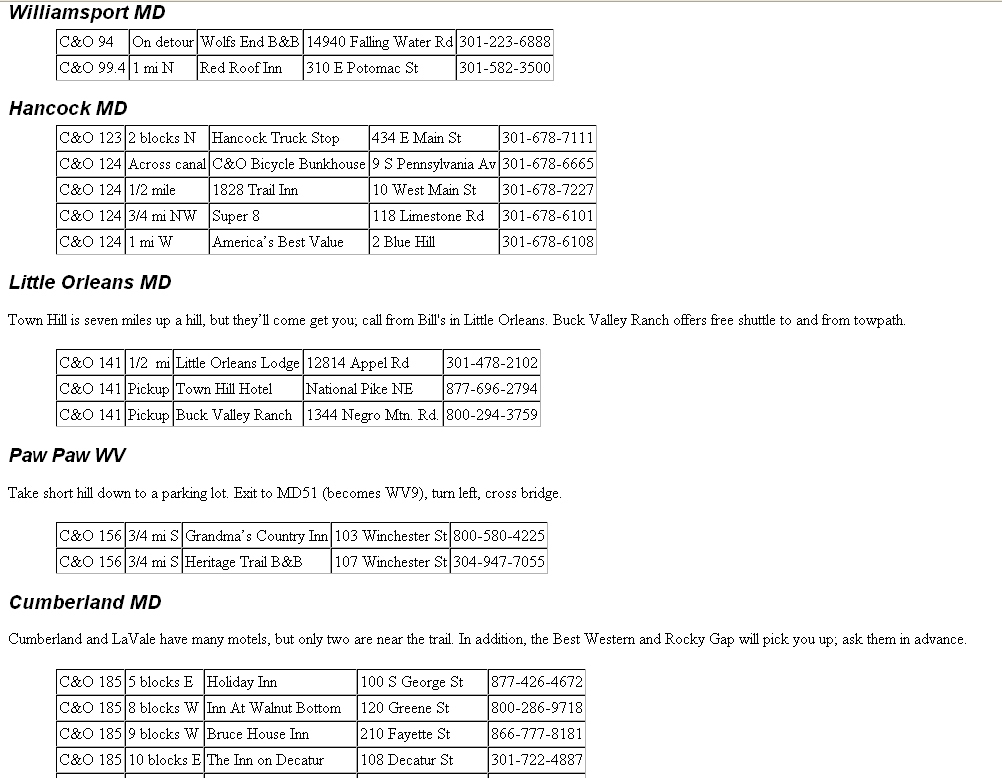 Williamsport MD
C&O 94 On detour Wolfs End B&B 14940 Falling Water Rd 301-223-6888
C&O 99.4 1 mi N Red Roof Inn 310 E Potomac St 301-582-3500
Hancock MD
C&O 123 2 blocks N Hancock Truck Stop 434 E Main St 301-678-7111
C&O 124 Across canal C&O Bicycle Bunkhouse 9 S Pennsylvania Av 301-678-6665
C&O 124 1/2 mile 1828 Trail Inn 10 West Main St 301-678-7227
C&O 124 3/4 mi NW Super 8 118 Limestone Rd 301-678-6101
C&O 124 1 mi W America’s Best Value 2 Blue Hill 301-678-6108
Little Orleans MD
Town Hill is seven miles up a hill, but they’ll come get you; call from Bill's in Little Orleans. Buck Valley Ranch offers free shuttle to and from towpath.
C&O 141 1/2 mi Little Orleans Lodge 12814 Appel Rd 301-478-2102
C&O 141 Pickup Town Hill Hotel National Pike NE 877-696-2794
C&O 141 Pickup Buck Valley Ranch 1344 Negro Mtn. Rd. 800-294-3759
Paw Paw WV
Take short hill down to a parking lot. Exit to MD51 (becomes WV9), turn left, cross bridge.
C&O 156 3/4 mi S Grandma’s Country Inn 103 Winchester St 800-580-4225
C&O 156 3/4 mi S Heritage Trail B&B 107 Winchester St 304-947-7055
Cumberland MD
Cumberland and LaVale have many motels, but only two are near the trail. In addition, the Best Western and Rocky Gap will pick you up; ask them in advance.
C&O 185 5 blocks E Holiday Inn 100 S George St 877-426-4672
C&O 185 8 blocks W Inn At Walnut Bottom 120 Greene St 800-286-9718
C&O 185 9 blocks W Bruce House Inn 210 Fayette St 866-777-8181
C&O 185 10 blocks E The Inn on Decatur 108 Decatur St 301-722-4887